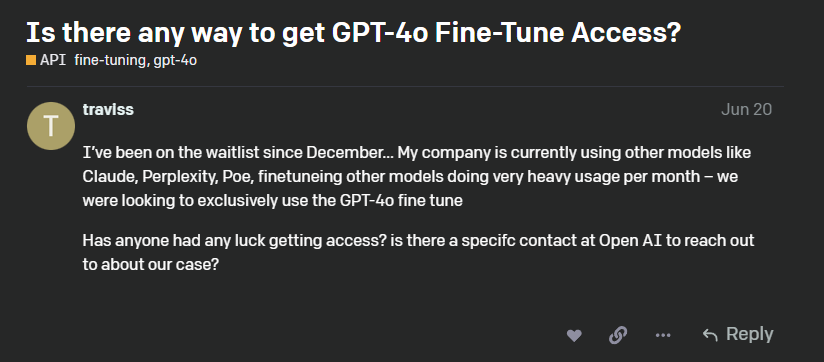 Is there any way to get GPT-4o Fine-Tune Access?
API fine-tuning, gpt-4o
T
traviss
Jun 20
I've been on the waitlist since December... My company is currently using other models like
Claude, Perplexity, Poe, finetuneing other models doing very heavy usage per month – we
were looking to exclusively use the GPT-4o fine tune
Has anyone had any luck getting access? is there a specifc contact at Open AI to reach out
to about our case?
Reply